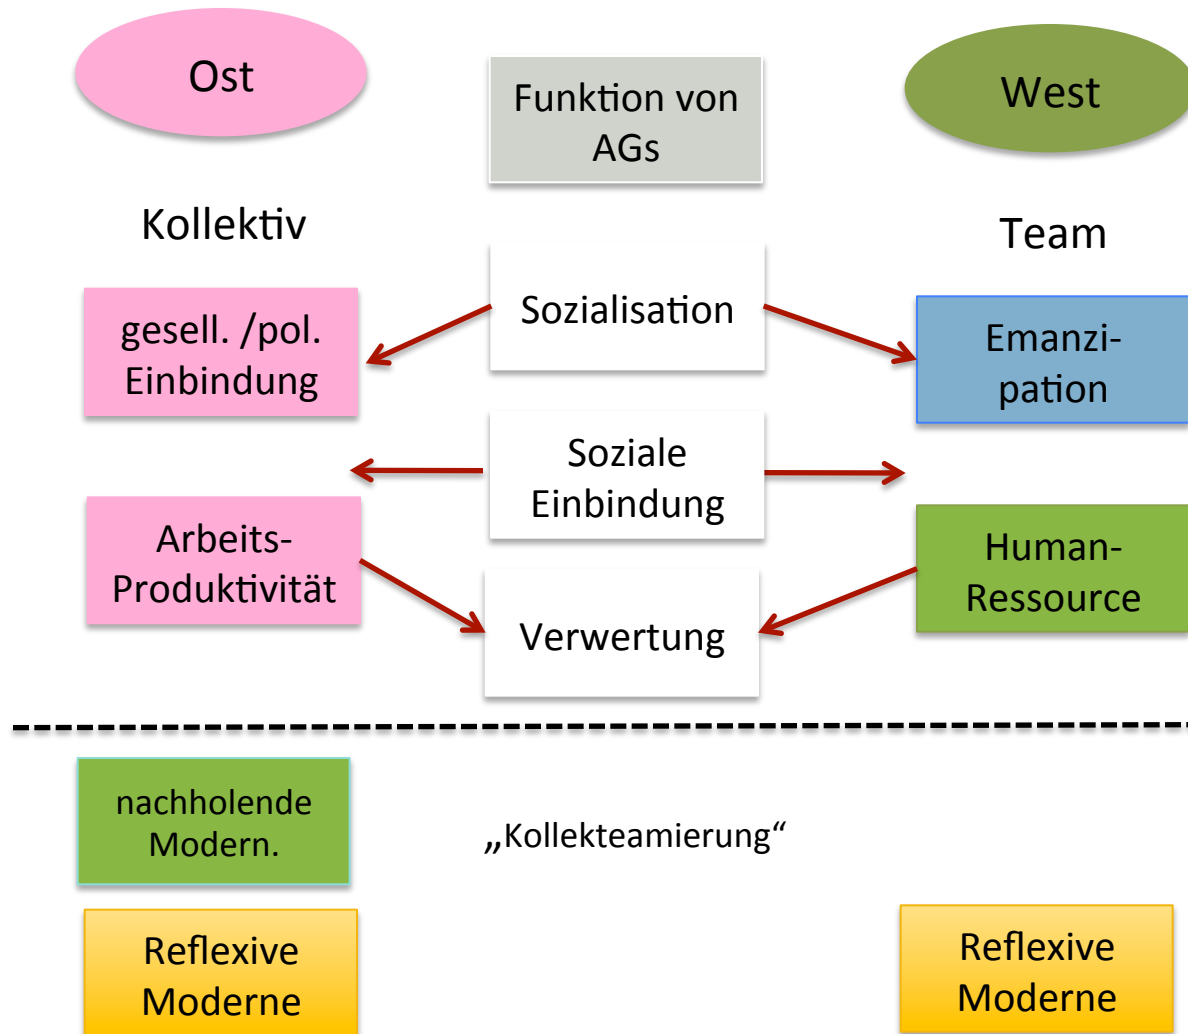 Ost
Funktion von
AGs
West
Kollektiv
Team
gesell. /pol.
Einbindung
Sozialisation
Emanzi-
pation
Soziale
Einbindung
Arbeits-
Produktivität
Human-
Ressource
Verwertung
nachholende
Modern.
„Kollekteamierung“
Reflexive
Moderne
Reflexive
Moderne